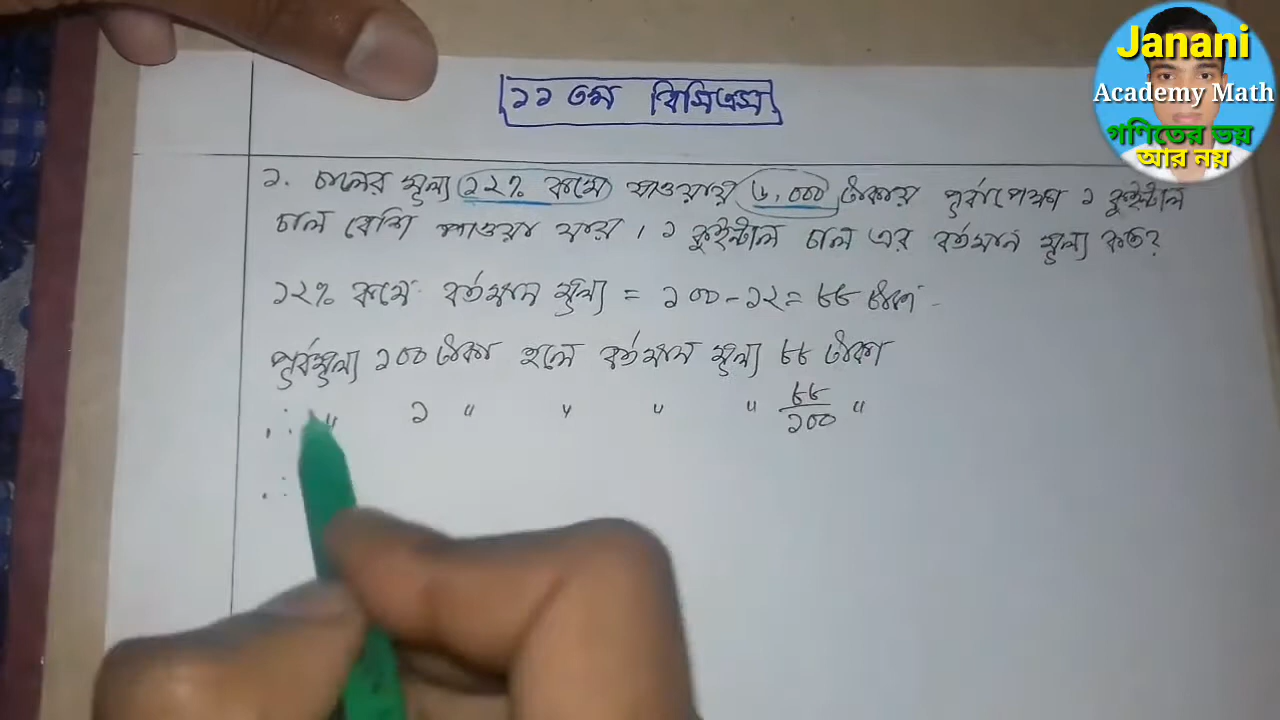 Janani
Academy Math
গণিতের ভয়
আর নয়
১১ তম বিসিএস
১. চালের মূল্য ১২% কমে যাওয়ায় ৬,০০০ টাকায় পূর্বাপেক্ষা ১ কুইন্টাল
চাল বেশি পাওয়া যায়। ১ কুইন্টাল চাল এর বর্তমান মূল্য কত?
১২% কমে বর্তমান মূল্য = ১০০ - ১২ = ৮৮ টাকা
পূর্বমূল্য ১০০ টাকা হলে বর্তমান মূল্য ৮৮ টাকা
∴ " ১ " " " " ৮৮/১০০ "
∴